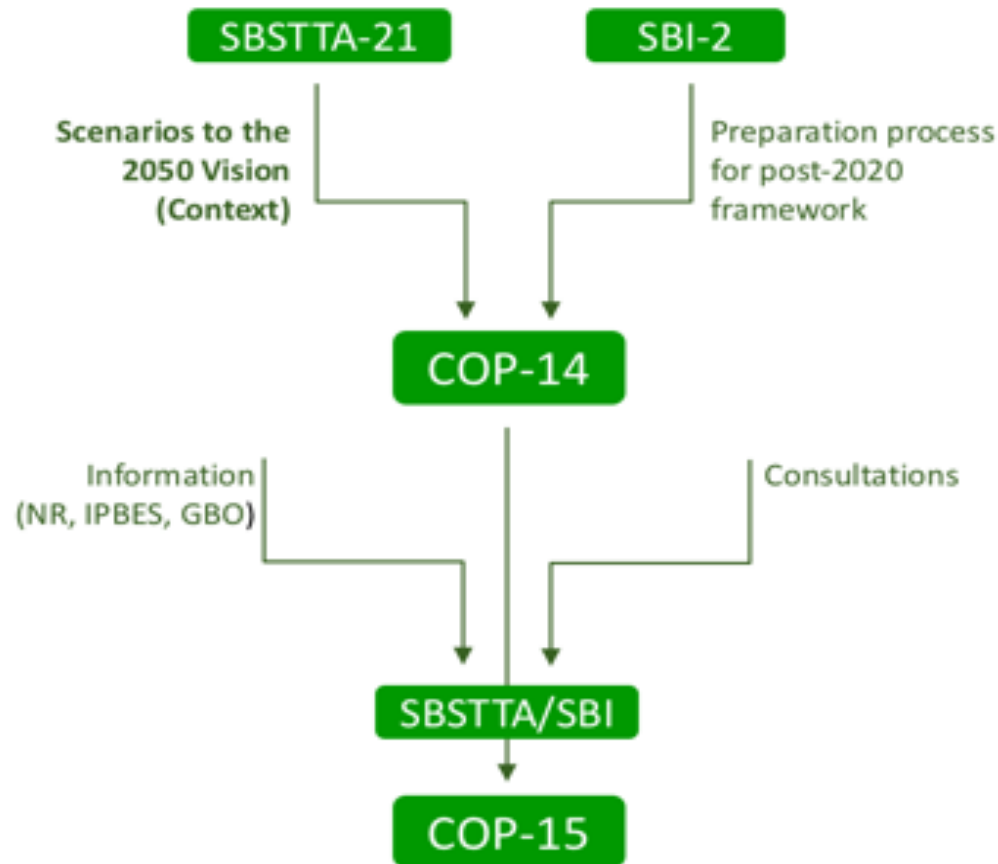 SBSTTA-21
SBI-2
Scenarios to the
2050 Vision
(Context)
Preparation process
for post-2020
framework
COP-14
Information
(NR, IPBES, GBO)
Consultations
SBSTTA/SBI
COP-15